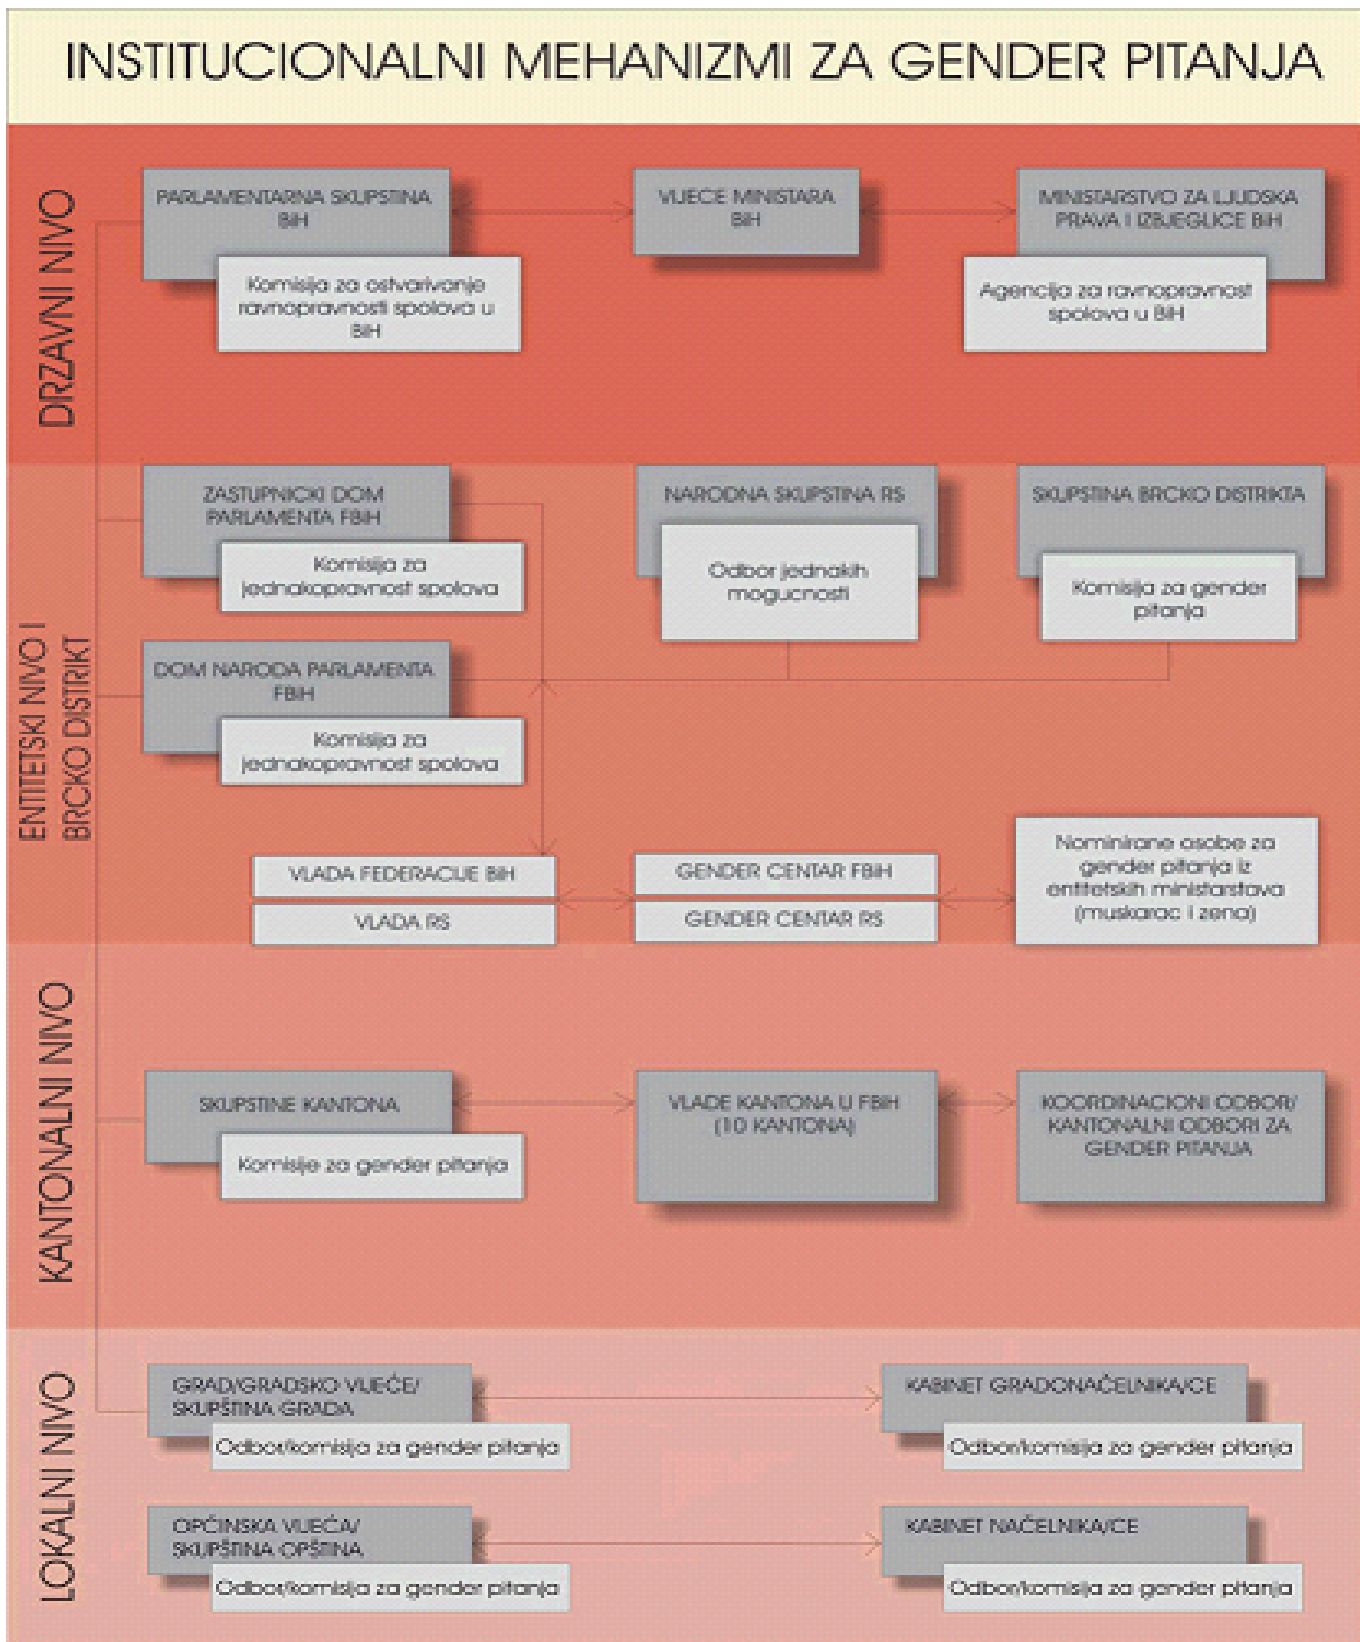 INSTITUCIONALNI MEHANIZMI ZA GENDER PITANJA
DRZAVNI NIVO
PARLAMENTARNA SKUPSTINA
BiH
Komisija za ostvarivanje
ravnopravnosti spolova u
BiH
VIJECE MINISTARA
BiH
MINISTARSTVO ZA LJUDSKA
PRAVA I IZBJEGLICE BiH
Agencija za ravnopravnost
spolova u BiH
ENTITETSKI NIVO I
BRCKO DISTRIKT
ZASTUPNICKI DOM
PARLAMENTA FBiH
Komisija za
jednakopravnost spolova
NARODNA SKUPSTINA RS
Odbor jednakih
mogucnosti
SKUPSTINA BRCKO DISTRIKTA
Komisija za gender
pitanja
DOM NARODA PARLAMENTA
FBiH
Komisija za
jednakopravnost spolova
VLADA FEDERACIJE BiH
VLADA RS
GENDER CENTAR FBiH
GENDER CENTAR RS
Nominirane osobe za
gender pitanja iz
entitetskih ministarstava
(muskarac i zena)
KANTONALNI NIVO
SKUPSTINE KANTONA
Komisije za gender pitanja
VLADE KANTONA U FBiH
(10 KANTONA)
KOORDINACIONI ODBOR/
KANTONALNI ODBORI ZA
GENDER PITANJA
LOKALNI NIVO
GRAD/GRADSKO VIJEĆE/
SKUPŠTINA GRADA
Odbor/komisija za gender pitanja
KABINET GRADONAČELNIKA/CE
Odbor/komisija za gender pitanja
OPĆINSKA VIJEĆA/
SKUPŠTINA OPŠTINA
Odbor/komisija za gender pitanja
KABINET NAČELNIKA/CE
Odbor/komisija za gender pitanja